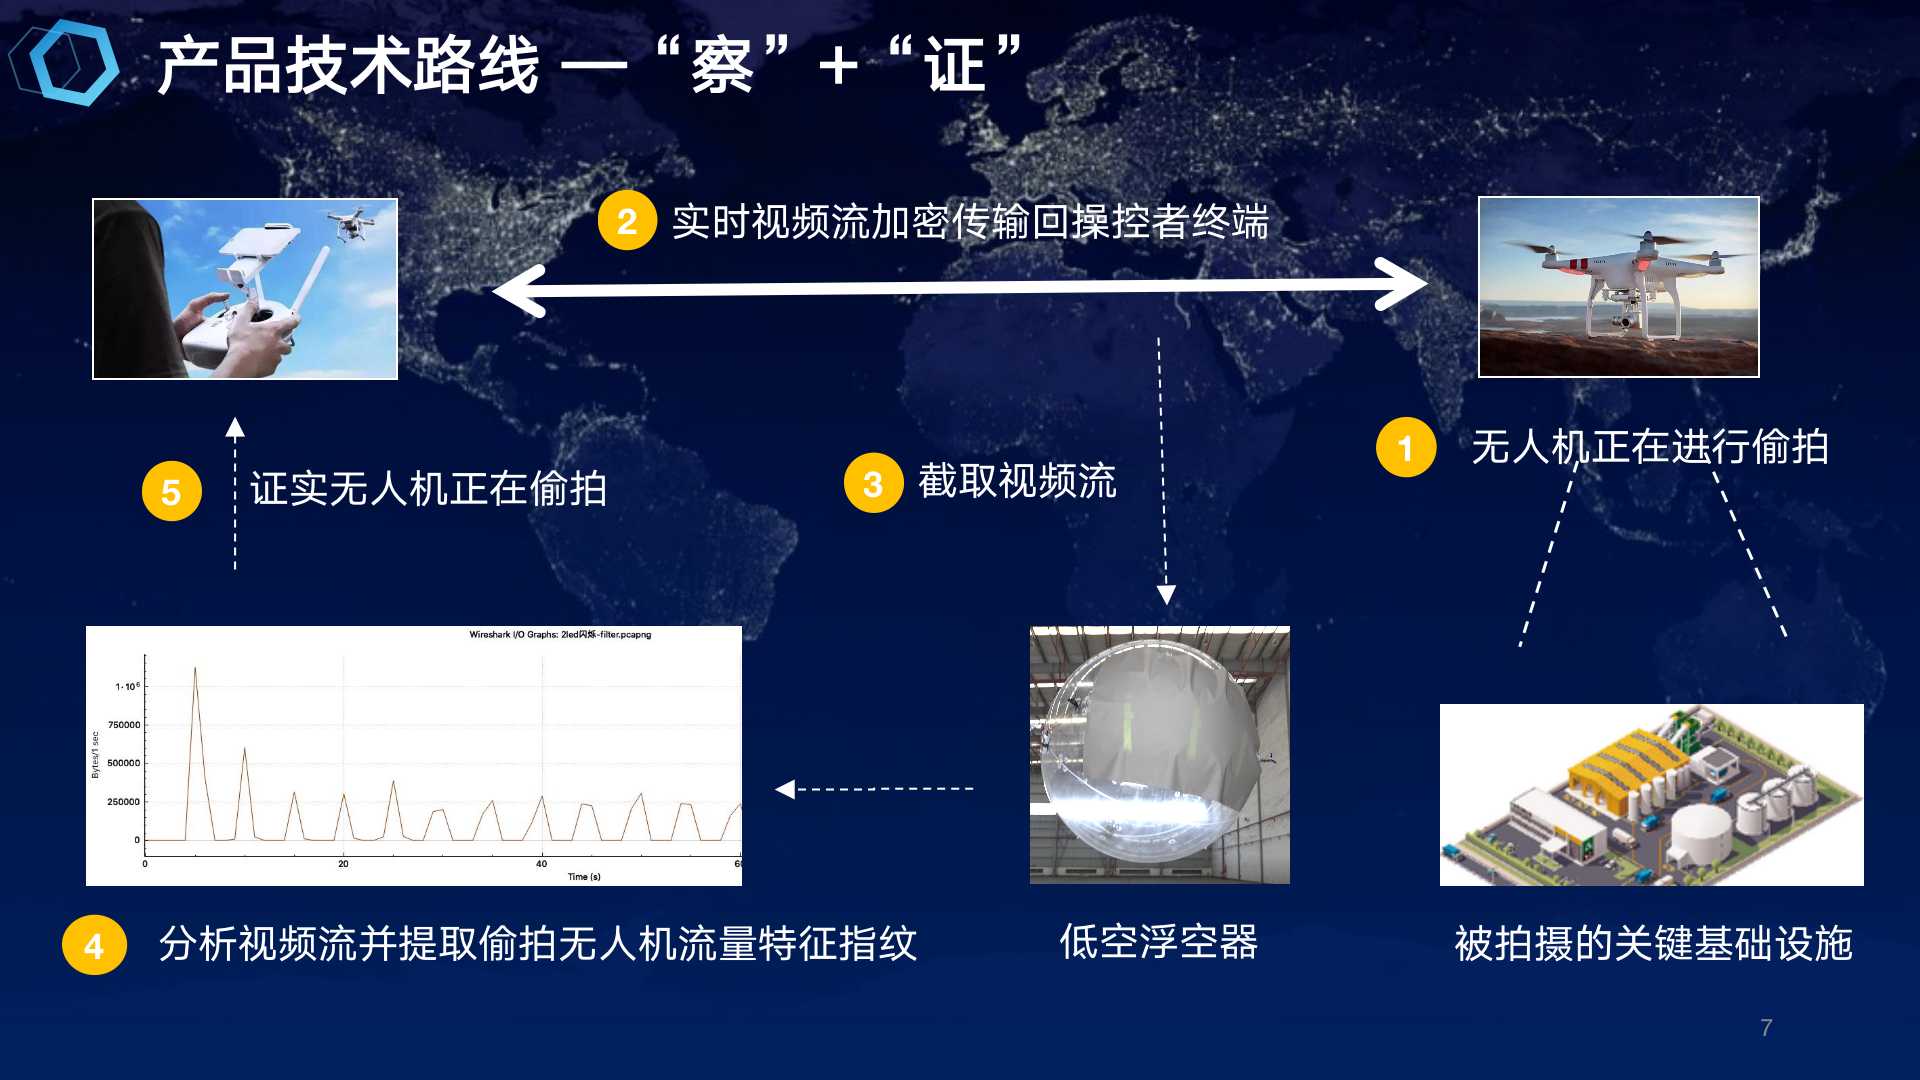 产品技术路线 —“察”+“证”
2 实时视频流加密传输回操控者终端
1 无人机正在进行偷拍
3 截取视频流
5 证实无人机正在偷拍
Wireshark I/O Graphs: 2led闪烁-filter.pcapng
Bytes/1 sec
1·10⁶
750000
500000
250000
0
0 20 40 6
Time (s)
4 分析视频流并提取偷拍无人机流量特征指纹
低空浮空器
被拍摄的关键基础设施
7